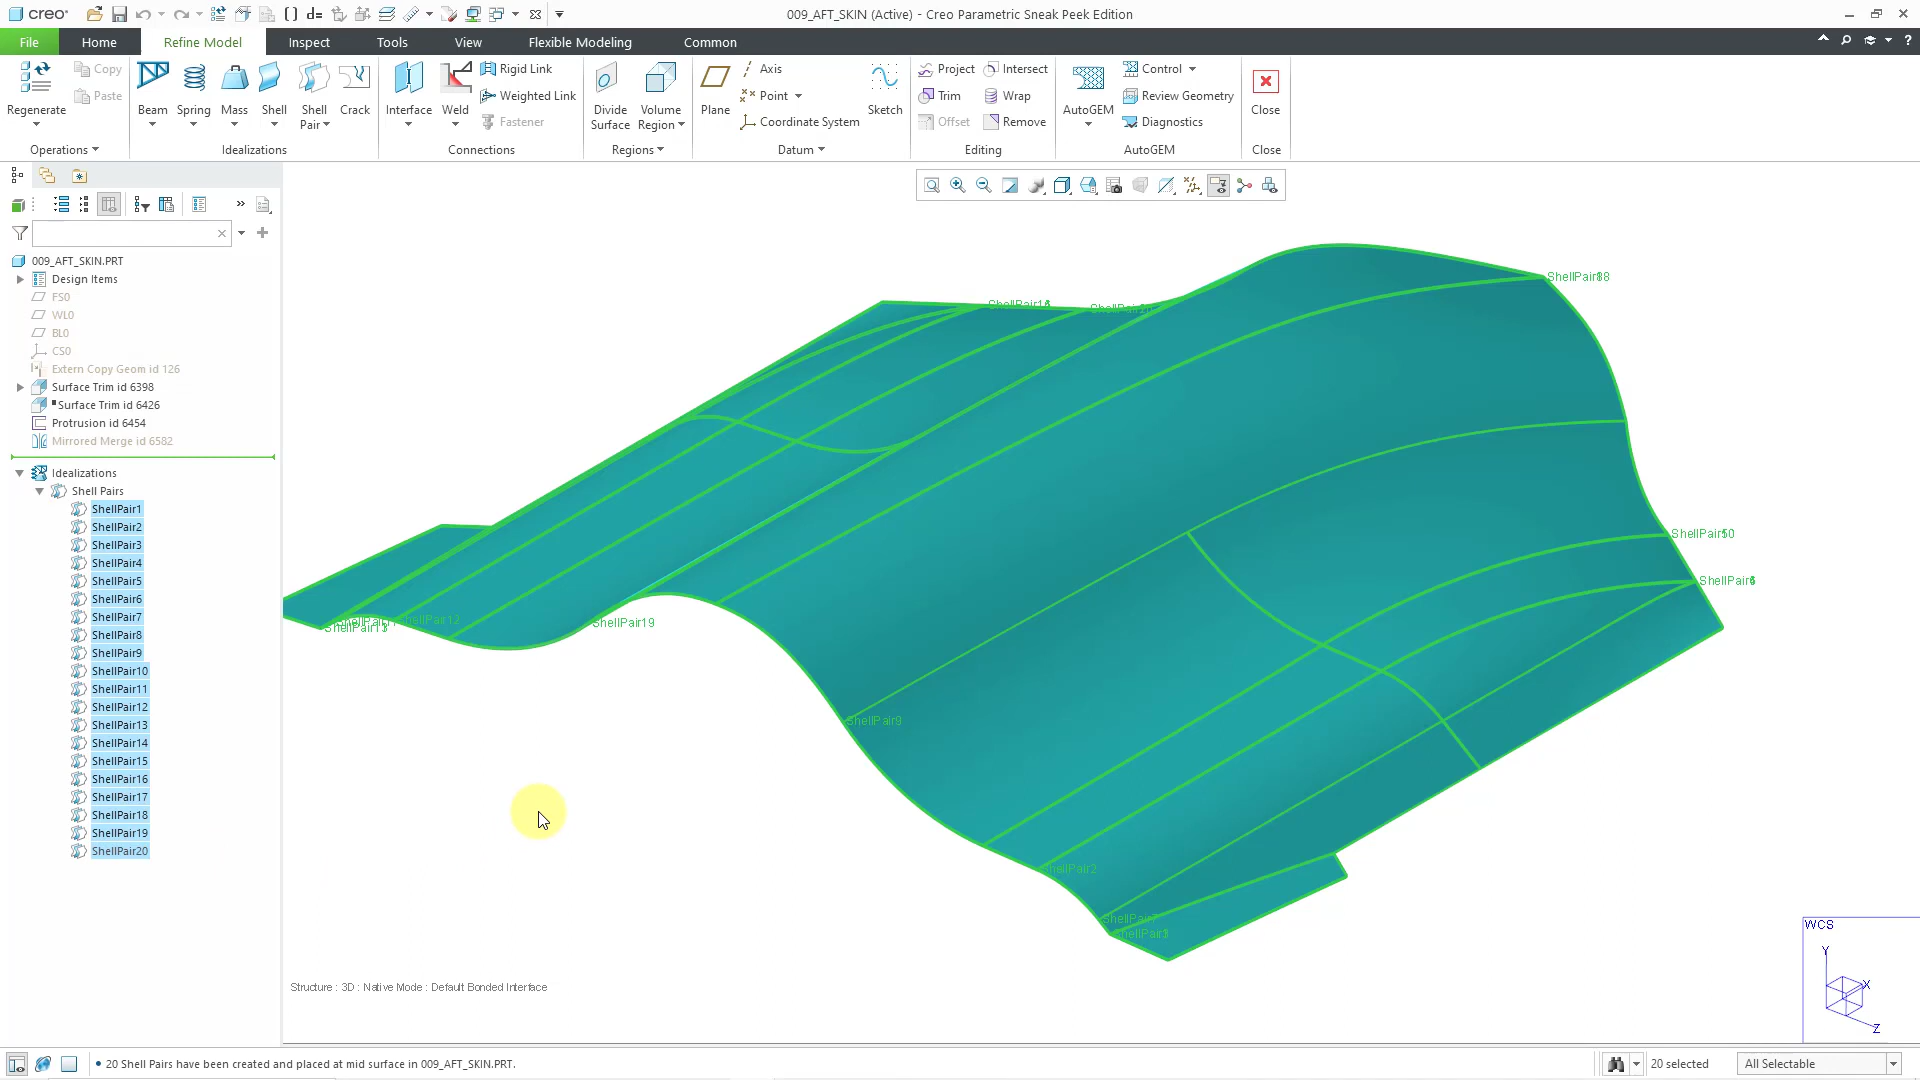 creo
009_AFT_SKIN (Active) - Creo Parametric Sneak Peek Edition
File Home Refine Model Inspect Tools View Flexible Modeling Common
Regenerate
Copy
Paste
Operations
Beam Spring Mass Shell Shell Pair Crack
Idealizations
Interface Weld
Rigid Link
Weighted Link
Fastener
Connections
Divide Surface
Volume Region
Regions
Plane
Axis
Point
Coordinate System
Sketch
Datum
Project Intersect
Trim Wrap
Offset Remove
Editing
AutoGEM
Control
Review Geometry
Diagnostics
AutoGEM
Close
Close
009_AFT_SKIN.PRT
Design Items
FS0
WL0
BL0
CS0
Extern Copy Geom id 126
Surface Trim id 6398
Surface Trim id 6426
Protrusion id 6454
Mirrored Merge id 6582
Idealizations
Shell Pairs
ShellPair1
ShellPair2
ShellPair3
ShellPair4
ShellPair5
ShellPair6
ShellPair7
ShellPair8
ShellPair9
ShellPair10
ShellPair11
ShellPair12
ShellPair13
ShellPair14
ShellPair15
ShellPair16
ShellPair17
ShellPair18
ShellPair19
ShellPair20
ShellPair19
ShellPair2
Structure : 3D : Native Mode : Default Bonded Interface
WCS
Y
X
Z
20 Shell Pairs have been created and placed at mid surface in 009_AFT_SKIN.PRT.
20 selected
All Selectable